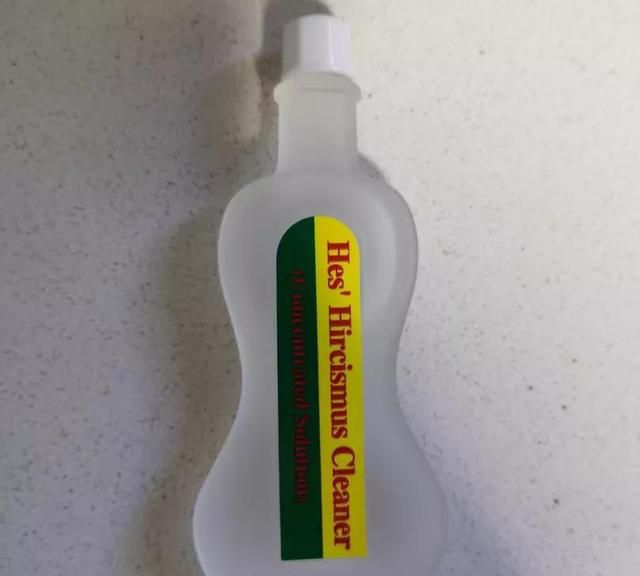 Hes' Hircismus Cleaner
(Concentrated Solution)